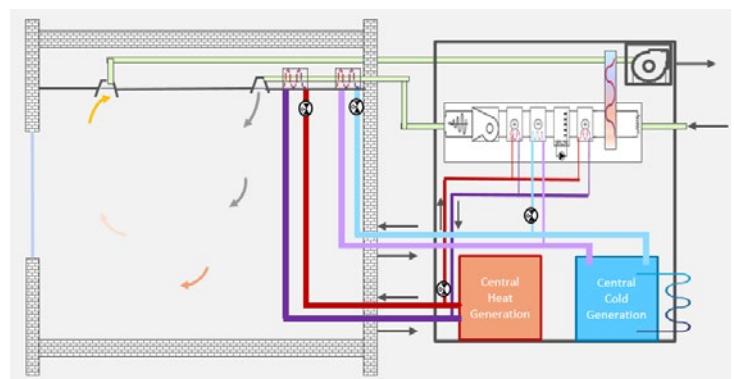 Central
Heat
Generation
Central
Cold
Generation